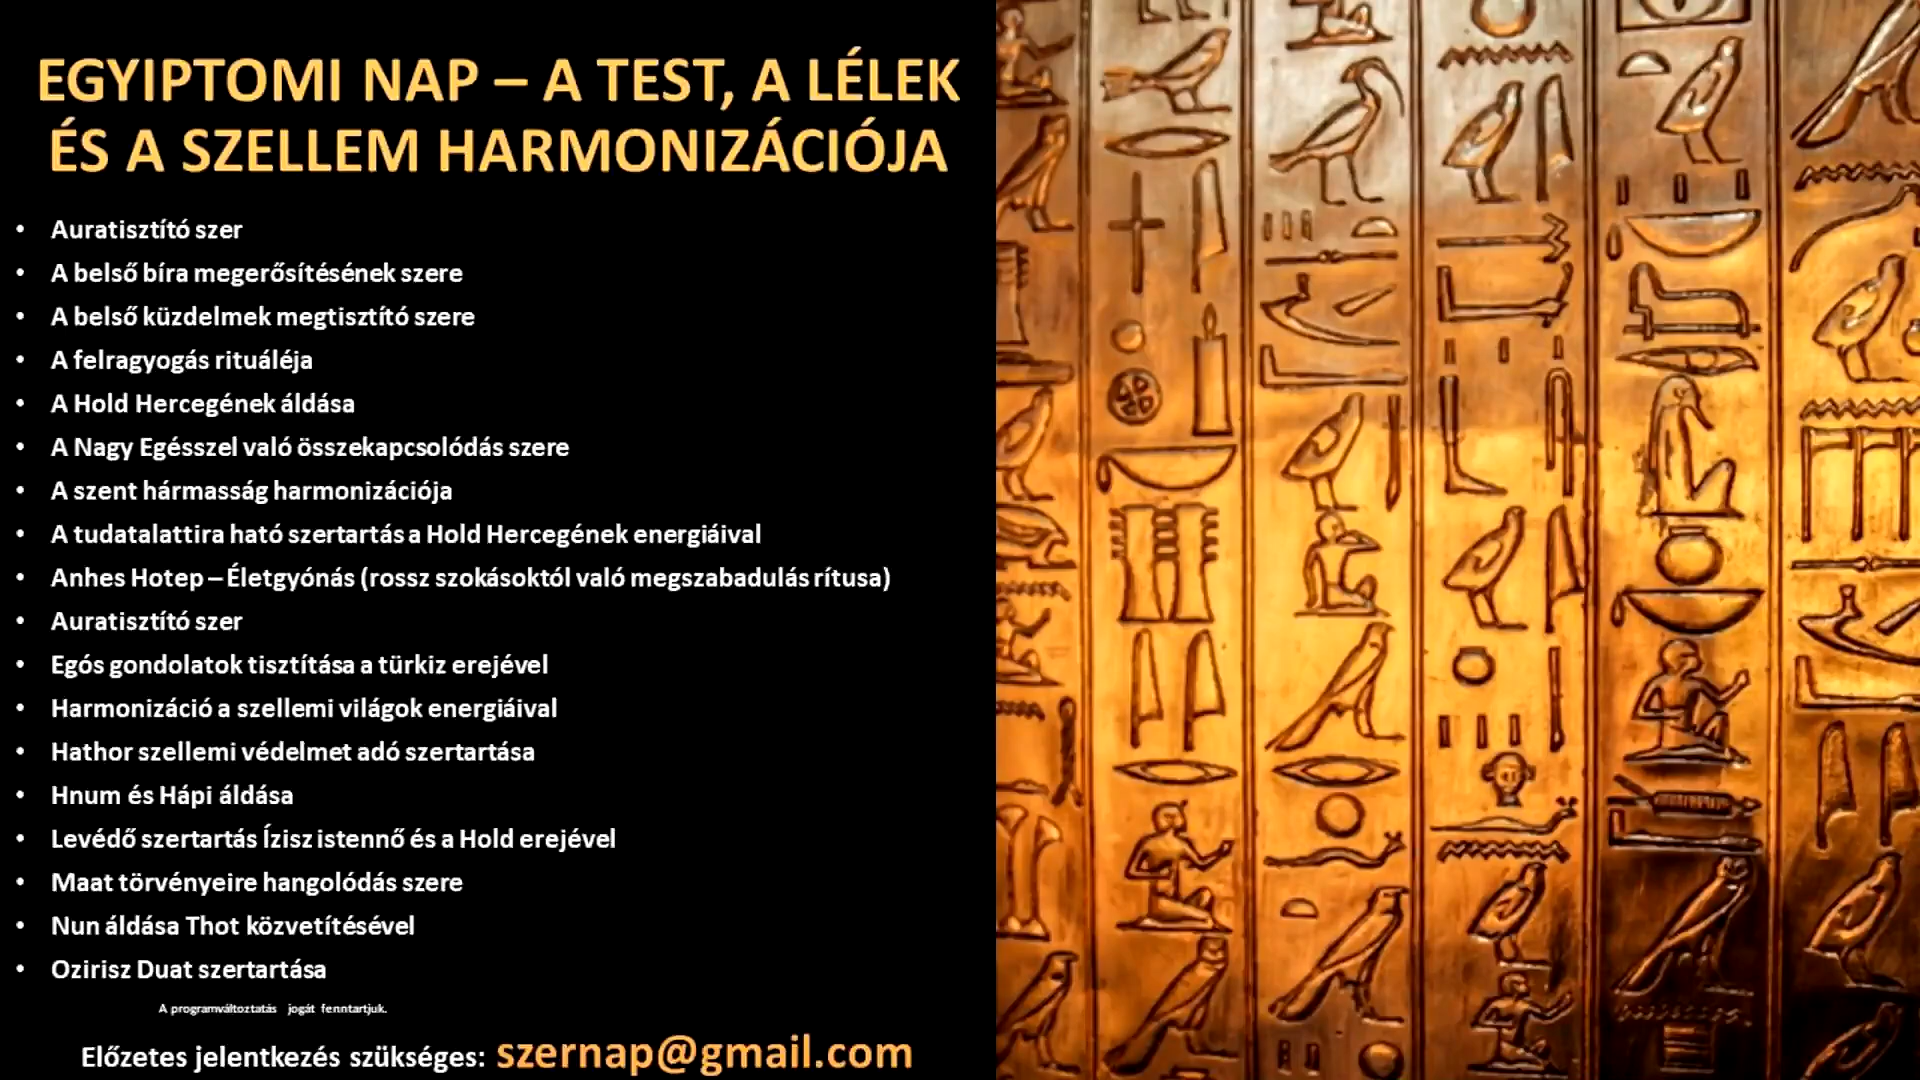 EGYIPTOMI NAP – A TEST, A LÉLEK
ÉS A SZELLEM HARMONIZÁCIÓJA
• Auratisztító szer
• A belső bíra megerősítésének szere
• A belső küzdelmek megtisztító szere
• A felragyogás rituáléja
• A Hold Hercegének áldása
• A Nagy Egésszel való összekapcsolódás szere
• A szent hármasság harmonizációja
• A tudatalattira ható szertartás a Hold Hercegének energiáival
• Anhes Hotep – Életgyónás (rossz szokásoktól való megszabadulás rítusa)
• Auratisztító szer
• Egós gondolatok tisztítása a türkiz erejével
• Harmonizáció a szellemi világok energiáival
• Hathor szellemi védelmet adó szertartása
• Hnum és Hápi áldása
• Levédő szertartás Ízisz istennő és a Hold erejével
• Maat törvényeire hangolódás szere
• Nun áldása Thot közvetítésével
• Ozirisz Duat szertartása
A programváltoztatás jogát fenntartjuk.
Előzetes jelentkezés szükséges: szernap@gmail.com